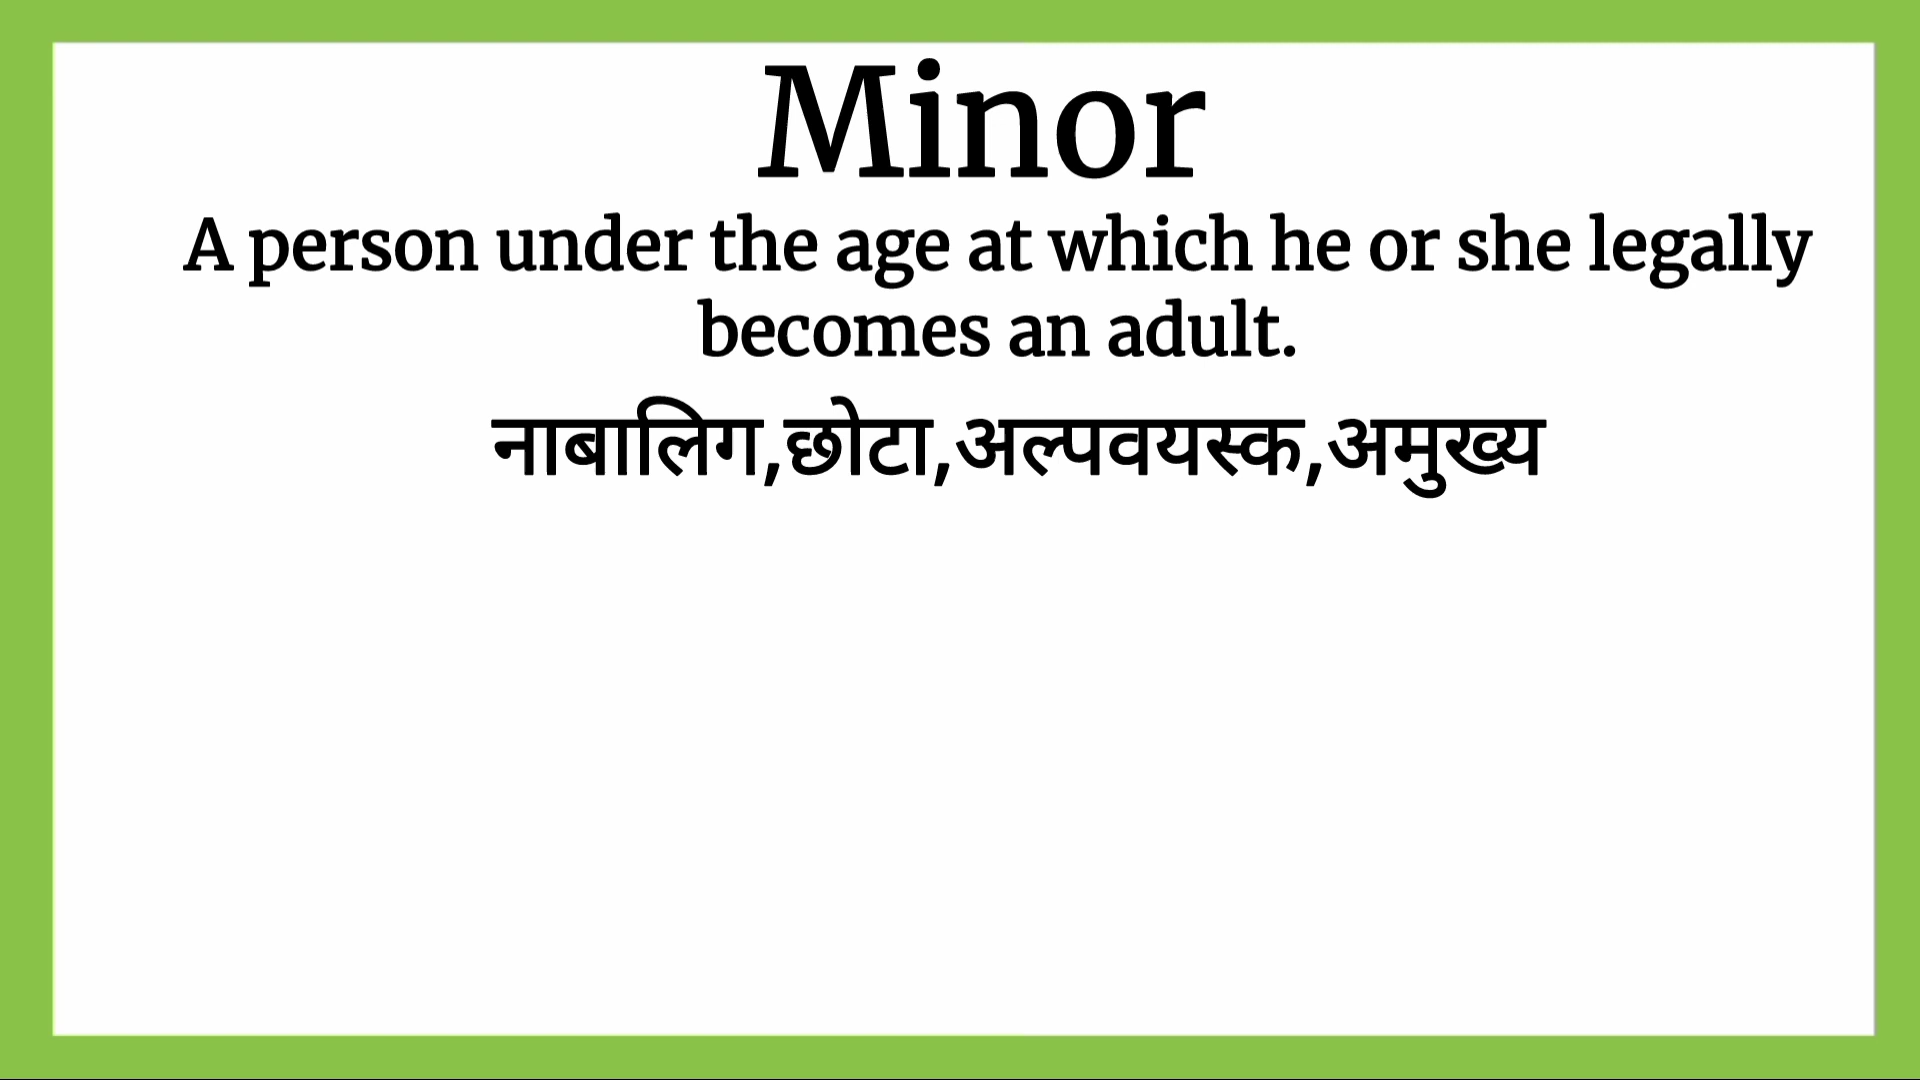 Minor
A person under the age at which he or she legally
becomes an adult.
नाबालिग,छोटा,अल्पवयस्क,अमुख्य